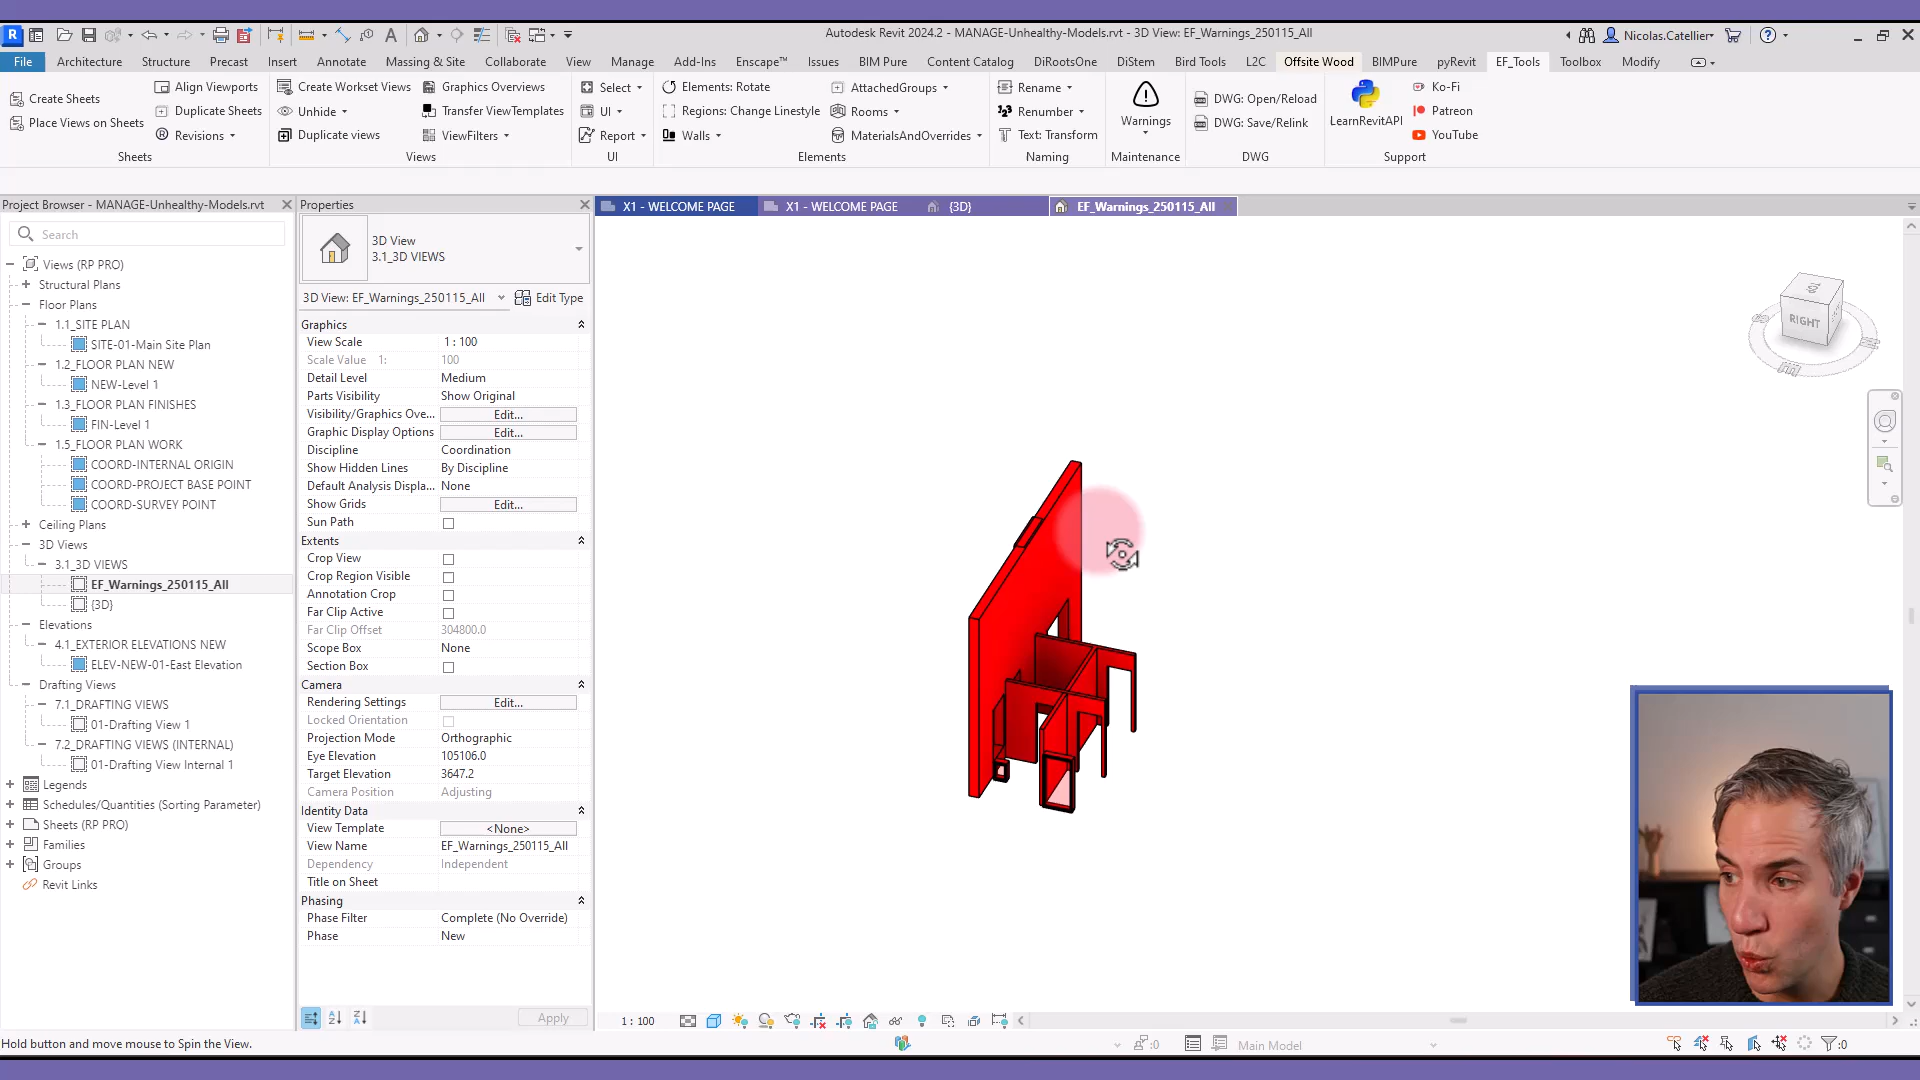 Autodesk Revit 2024.2 - MANAGE-Unhealthy-Models.rvt - 3D View: EF_Warnings_250115_All
Nicolas.Catellier
File Architecture Structure Precast Insert Annotate Massing & Site Collaborate View Manage Add-Ins Enscape™ Issues BIM Pure Content Catalog DiRootsOne DiStem Bird Tools L2C Offsite Wood BIMPure pyRevit EF_Tools Toolbox Modify
Create Sheets
Place Views on Sheets
Align Viewports
Duplicate Sheets
Revisions
Sheets
Create Workset Views
Unhide
Duplicate views
Graphics Overviews
Transfer ViewTemplates
ViewFilters
Views
Select
UI
Report
UI
Elements: Rotate
Regions: Change Linestyle
Walls
AttachedGroups
Rooms
MaterialsAndOverrides
Elements
Rename
Renumber
Text: Transform
Naming
Warnings
Maintenance
DWG: Open/Reload
DWG: Save/Relink
DWG
LearnRevitAPI
Ko-Fi
Patreon
YouTube
Support
Project Browser - MANAGE-Unhealthy-Models.rvt
Search
Views (RP PRO)
Structural Plans
Floor Plans
1.1_SITE PLAN
SITE-01-Main Site Plan
1.2_FLOOR PLAN NEW
NEW-Level 1
1.3_FLOOR PLAN FINISHES
FIN-Level 1
1.5_FLOOR PLAN WORK
COORD-INTERNAL ORIGIN
COORD-PROJECT BASE POINT
COORD-SURVEY POINT
Ceiling Plans
3D Views
3.1_3D VIEWS
EF_Warnings_250115_All
{3D}
Elevations
4.1_EXTERIOR ELEVATIONS NEW
ELEV-NEW-01-East Elevation
Drafting Views
7.1_DRAFTING VIEWS
01-Drafting View 1
7.2_DRAFTING VIEWS (INTERNAL)
01-Drafting View Internal 1
Legends
Schedules/Quantities (Sorting Parameter)
Sheets (RP PRO)
Families
Groups
Revit Links
Properties
3D View
3.1_3D VIEWS
3D View: EF_Warnings_250115_All Edit Type
Graphics
View Scale 1 : 100
Scale Value 1: 100
Detail Level Medium
Parts Visibility Show Original
Visibility/Graphics Ove... Edit...
Graphic Display Options Edit...
Discipline Coordination
Show Hidden Lines By Discipline
Default Analysis Displa... None
Show Grids Edit...
Sun Path
Extents
Crop View
Crop Region Visible
Annotation Crop
Far Clip Active
Far Clip Offset 304800.0
Scope Box None
Section Box
Camera
Rendering Settings Edit...
Locked Orientation
Projection Mode Orthographic
Eye Elevation 105106.0
Target Elevation 3647.2
Camera Position Adjusting
Identity Data
View Template <None>
View Name EF_Warnings_250115_All
Dependency Independent
Title on Sheet
Phasing
Phase Filter Complete (No Override)
Phase New
Apply
X1 - WELCOME PAGE X1 - WELCOME PAGE {3D} EF_Warnings_250115_All
RIGHT
1 : 100
Hold button and move mouse to Spin the View.
:0
Main Model
:0